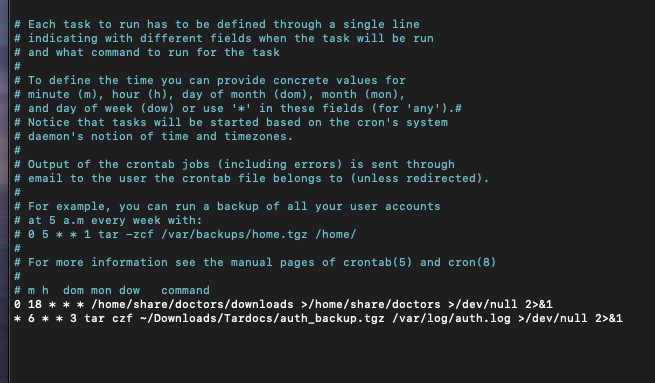 # Each task to run has to be defined through a single line
# indicating with different fields when the task will be run
# and what command to run for the task
#
# To define the time you can provide concrete values for
# minute (m), hour (h), day of month (dom), month (mon),
# and day of week (dow) or use '*' in these fields (for 'any').#
# Notice that tasks will be started based on the cron's system
# daemon's notion of time and timezones.
#
# Output of the crontab jobs (including errors) is sent through
# email to the user the crontab file belongs to (unless redirected).
#
# For example, you can run a backup of all your user accounts
# at 5 a.m every week with:
# 0 5 * * 1 tar -zcf /var/backups/home.tgz /home/
#
# For more information see the manual pages of crontab(5) and cron(8)
#
# m h  dom mon dow   command
0 18 * * * /home/share/doctors/downloads >/home/share/doctors >/dev/null 2>&1
* 6 * * 3 tar czf ~/Downloads/Tardocs/auth_backup.tgz /var/log/auth.log >/dev/null 2>&1